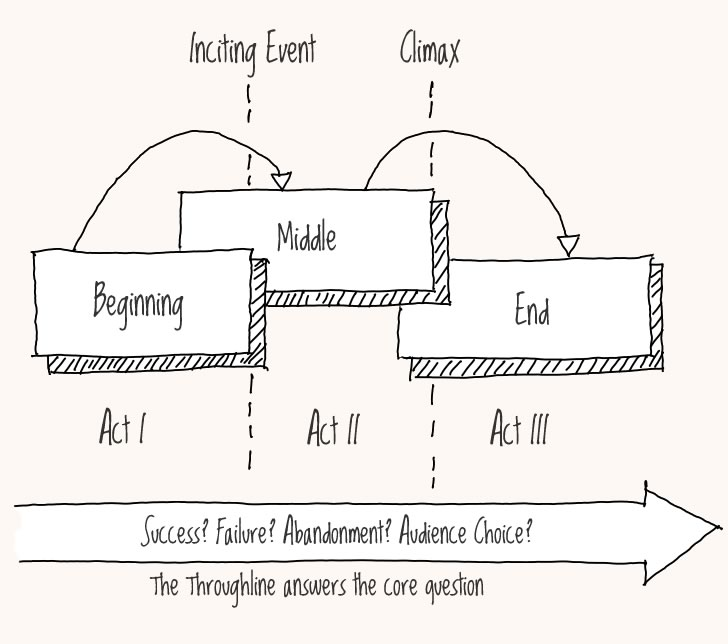 Inciting Event
Climax
Middle
Beginning
End
Act I
Act II
Act III
Success? Failure? Abandonment? Audience Choice?
The Throughline answers the core question